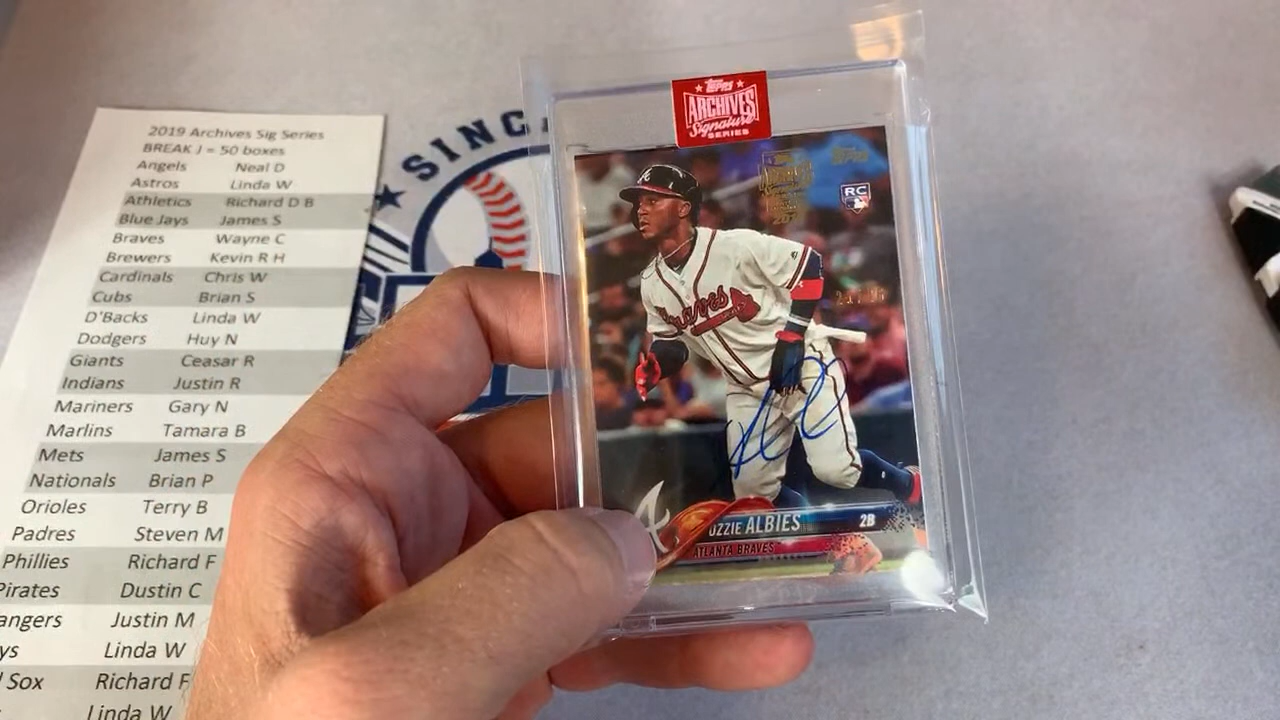 2019 Archives Sig Series
BREAK J = 50 boxes
Angels Neal D
Astros Linda W
Athletics Richard D B
Blue Jays James S
Braves Wayne C
Brewers Kevin R H
Cardinals Chris W
Cubs Brian S
D'Backs Linda W
Dodgers Huy N
Giants Ceasar R
Indians Justin R
Mariners Gary N
Marlins Tamara B
Mets James S
Nationals Brian P
Orioles Terry B
Padres Steven M
Phillies Richard F
Pirates Dustin C
angers Justin M
ys Linda W
Sox Richard F
Linda W
SINC
TOPPS
ARCHIVES
Signature
SERIES
TOPPS
RC
Braves
OZZIE ALBIES 2B
ATLANTA BRAVES